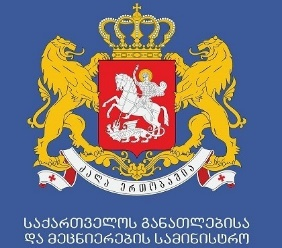 ძალა ერთობაშია
საქართველოს განათლებისა
და მეცნიერების სამინისტრო